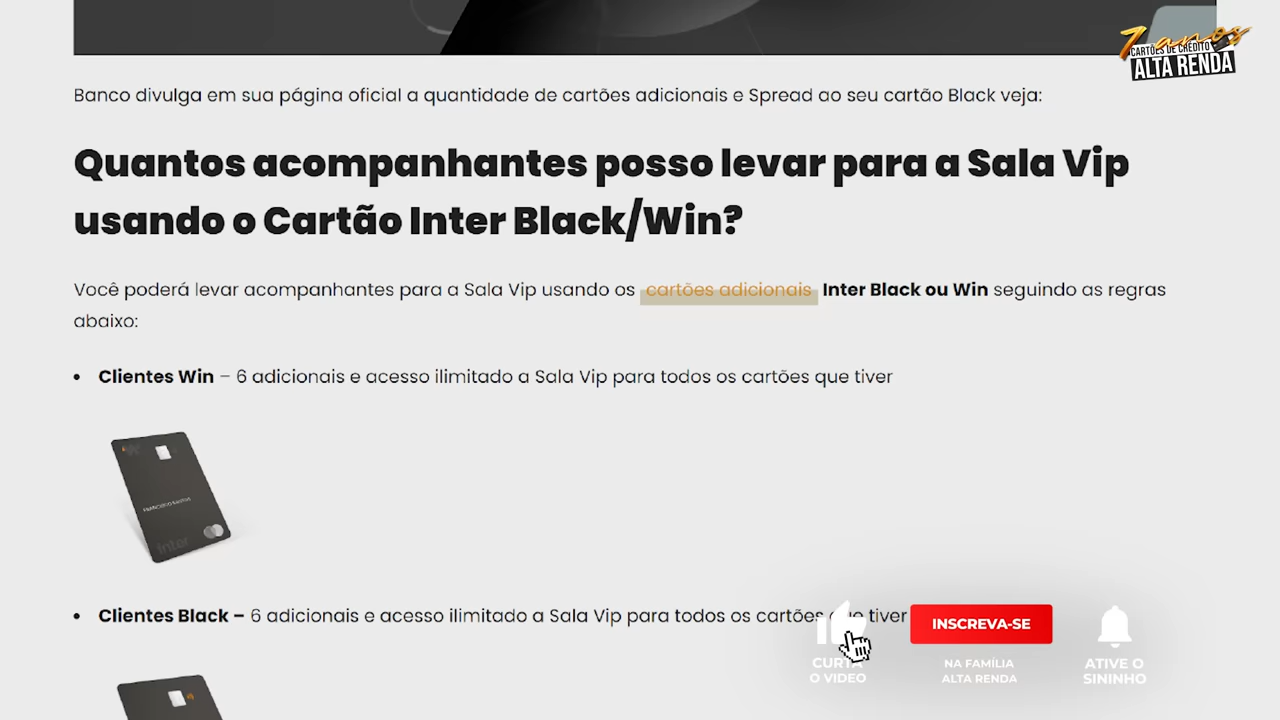 7 anos
CARTÕES DE CRÉDITO
ALTA RENDA
Banco divulga em sua página oficial a quantidade de cartões adicionais e Spread ao seu cartão Black veja:
Quantos acompanhantes posso levar para a Sala Vip
usando o Cartão Inter Black/Win?
Você poderá levar acompanhantes para a Sala Vip usando os cartões adicionais Inter Black ou Win seguindo as regras
abaixo:
• Clientes Win – 6 adicionais e acesso ilimitado a Sala Vip para todos os cartões que tiver
inter
• Clientes Black – 6 adicionais e acesso ilimitado a Sala Vip para todos os cartões que tiver
INSCREVA-SE
CURTA
O VIDEO
NA FAMÍLIA
ALTA RENDA
ATIVE O
SININHO